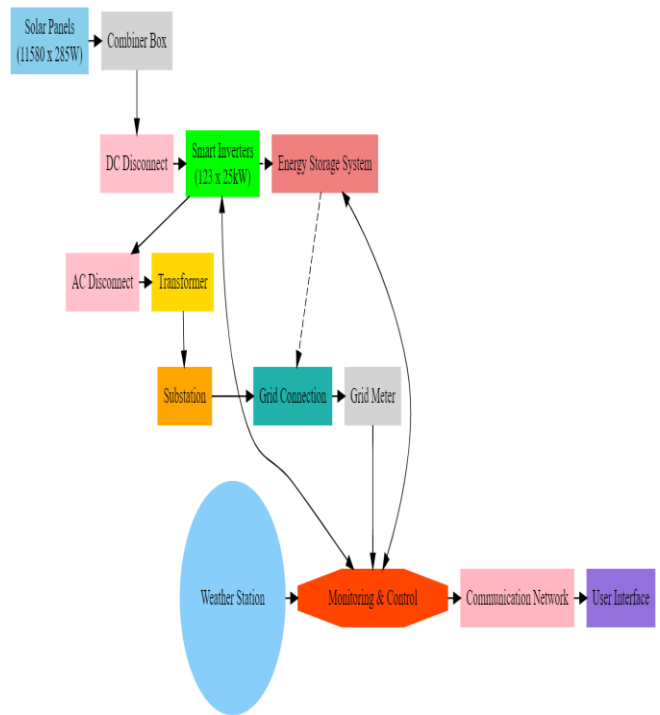 Solar Panels
(11580 x 285W)
Combiner Box
DC Disconnect
Smart Inverters
(123 x 25kW)
Energy Storage System
AC Disconnect
Transformer
Substation
Grid Connection
Grid Meter
Weather Station
Monitoring & Control
Communication Network
User Interface